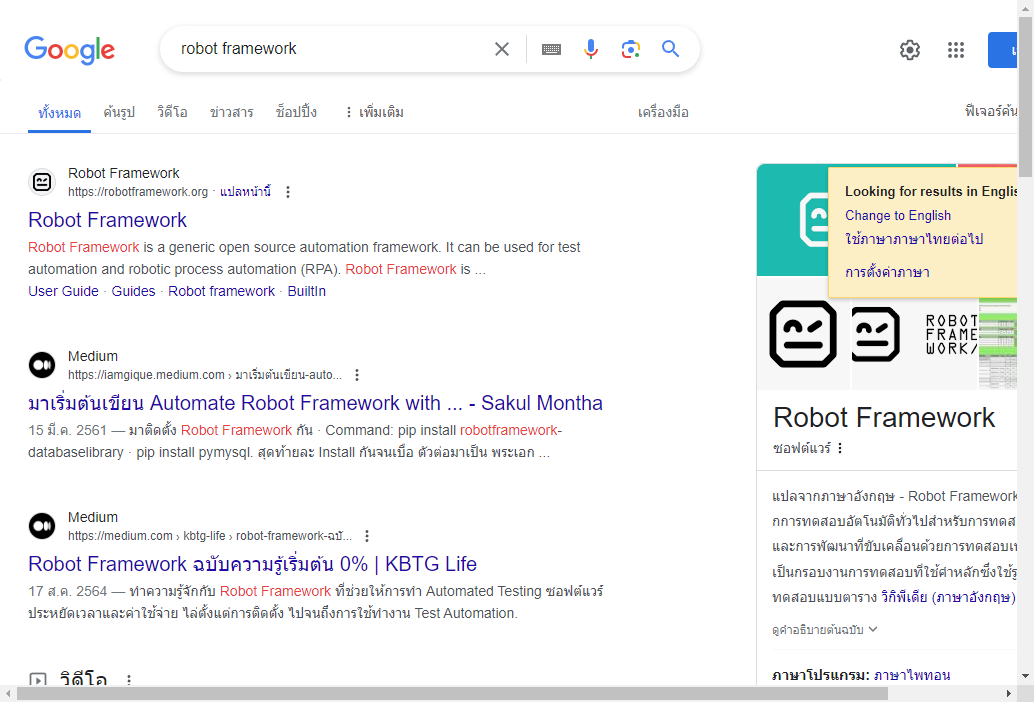 Google
robot framework
ทั้งหมด ค้นรูป วิดีโอ ข่าวสาร ช็อปปิ้ง เพิ่มเติม เครื่องมือ
Robot Framework
https://robotframework.org · แปลหน้านี้
Robot Framework
Robot Framework is a generic open source automation framework. It can be used for test
automation and robotic process automation (RPA). Robot Framework is ...
User Guide · Guides · Robot framework · BuiltIn
Medium
https://iamgique.medium.com › มาเริ่มต้นเขียน-auto...
มาเริ่มต้นเขียน Automate Robot Framework with ... - Sakul Montha
15 มี.ค. 2561 — มาติดตั้ง Robot Framework กัน · Command: pip install robotframework-
databaselibrary · pip install pymysql. สุดท้ายละ Install กันจนเบื่อ ตัวต่อมาเป็น พระเอก ...
Medium
https://medium.com › kbtg-life › robot-framework-ฉบั...
Robot Framework ฉบับความรู้เริ่มต้น 0% | KBTG Life
17 ส.ค. 2564 — ทำความรู้จักกับ Robot Framework ที่ช่วยให้การทำ Automated Testing ซอฟต์แวร์
ประหยัดเวลาและค่าใช้จ่าย ไล่ตั้งแต่การติดตั้ง ไปจนถึงการใช้ทำงาน Test Automation.
วิดีโอ
Looking for results in
Change to English
ใช้ภาษาภาษาไทยต่อไป
การตั้งค่าภาษา
ROBOT
FRAME
WORK/
Robot Framework
ซอฟต์แวร์
แปลจากภาษาอังกฤษ - Robot Framework
กการทดสอบอัตโนมัติทั่วไปสำหรับการทดส
และการพัฒนาที่ขับเคลื่อนด้วยการทดสอบ
เป็นกรอบงานการทดสอบที่ใช้คำหลักซึ่งใช้
ทดสอบแบบตาราง วิกิพีเดีย (ภาษาอังกฤษ)
ดูคำอธิบายต้นฉบับ
ภาษาโปรแกรม: ภาษาไพทอน